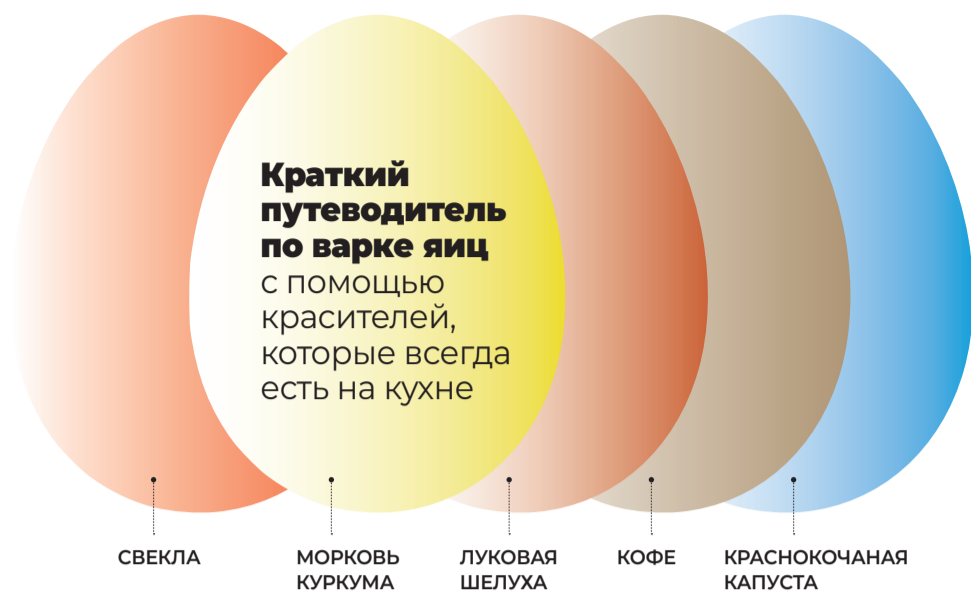 Краткий
путеводитель
по варке яиц
с помощью
красителей,
которые всегда
есть на кухне
СВЕКЛА
МОРКОВЬ
КУРКУМА
ЛУКОВАЯ
ШЕЛУХА
КОФЕ
КРАСНОКОЧАНАЯ
КАПУСТА